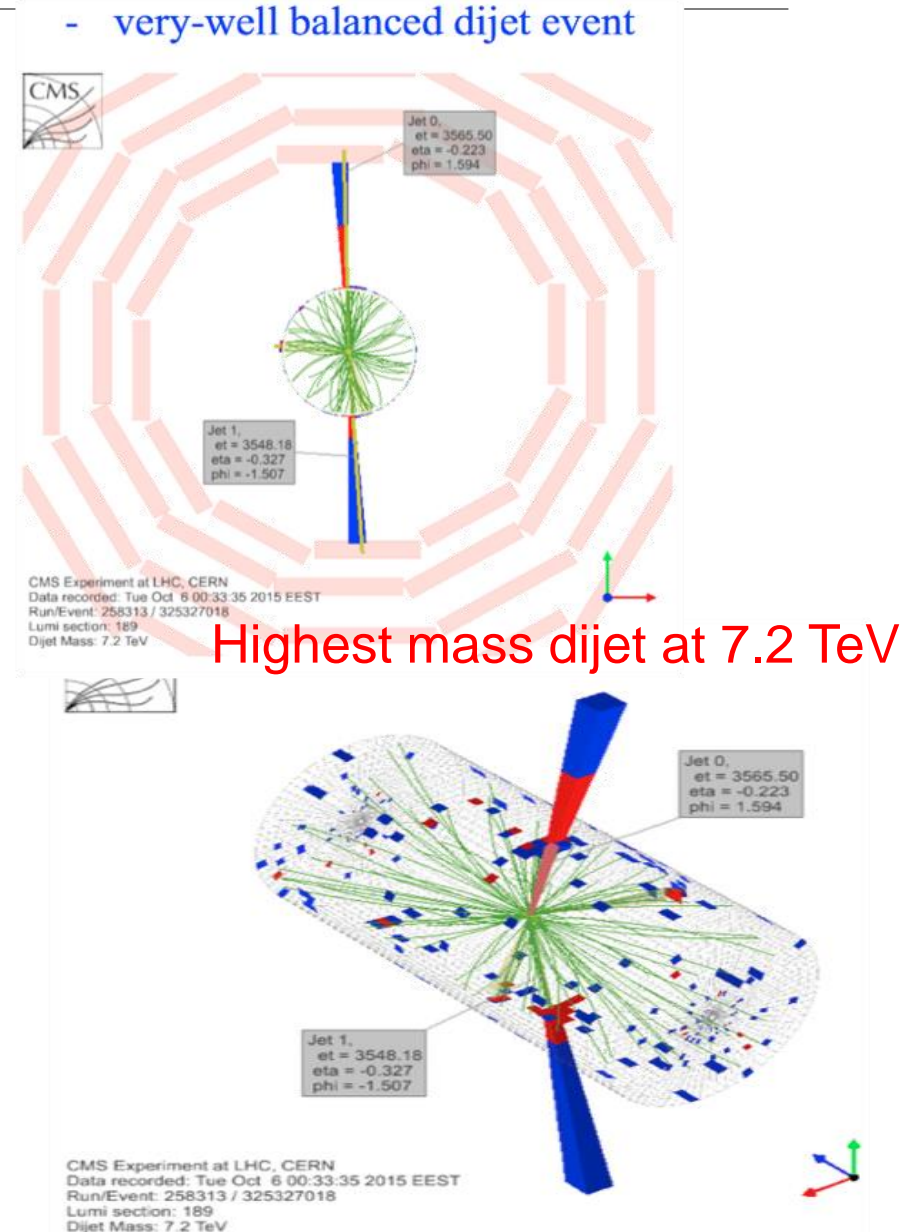 - very-well balanced dijet event
CMS
Jet 0,
et = 3565.50
eta = -0.223
phi = 1.594
Jet 1,
et = 3548.18
eta = -0.327
phi = -1.507
CMS Experiment at LHC, CERN
Data recorded: Tue Oct 6 00:33:35 2015 EEST
Run/Event: 258313 / 325327018
Lumi section: 189
Dijet Mass: 7.2 TeV
Highest mass dijet at 7.2 TeV
Jet 0,
et = 3565.50
eta = -0.223
phi = 1.594
Jet 1,
et = 3548.18
eta = -0.327
phi = -1.507
CMS Experiment at LHC, CERN
Data recorded: Tue Oct 6 00:33:35 2015 EEST
Run/Event: 258313 / 325327018
Lumi section: 189
Dijet Mass: 7.2 TeV